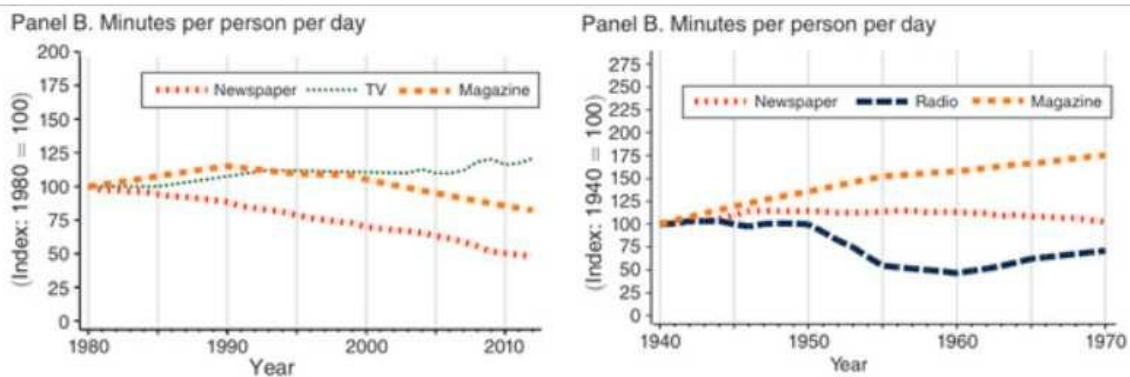 Panel B. Minutes per person per day
200
175
150
125
100
75
50
25
0
(Index: 1980 = 100)
Newspaper TV Magazine
1980 1990 2000 2010
Year
Panel B. Minutes per person per day
275
250
225
200
175
150
125
100
75
50
25
0
(Index: 1940 = 100)
Newspaper Radio Magazine
1940 1950 1960 1970
Year